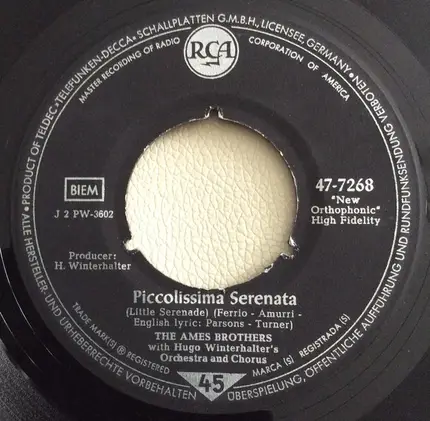 • PRODUCT OF TELDEC • »TELEFUNKEN-DECCA« SCHALLPLATTEN G.M.B.H., LICENSEE, GERMANY •
MASTER RECORDING OF RADIO CORPORATION OF AMERICA
RCA
BIEM
J 2 PW-3602
47-7268
"New
Orthophonic"
High Fidelity
Producer:
H. Winterhalter
Piccolissima Serenata
(Little Serenade) (Ferrio - Amurri -
English lyric: Parsons - Turner)
THE AMES BROTHERS
with Hugo Winterhalter's
Orchestra and Chorus
TRADE MARK(S) ® REGISTERED
MARCA (S) REGISTRADA(S)
45
ALLE HERSTELLER- UND URHEBERRECHTE VORBEHALTEN
ÜBERSPIELUNG, ÖFFENTLICHE AUFFÜHRUNG UND RUNDFUNKSENDUNG VERBOTEN